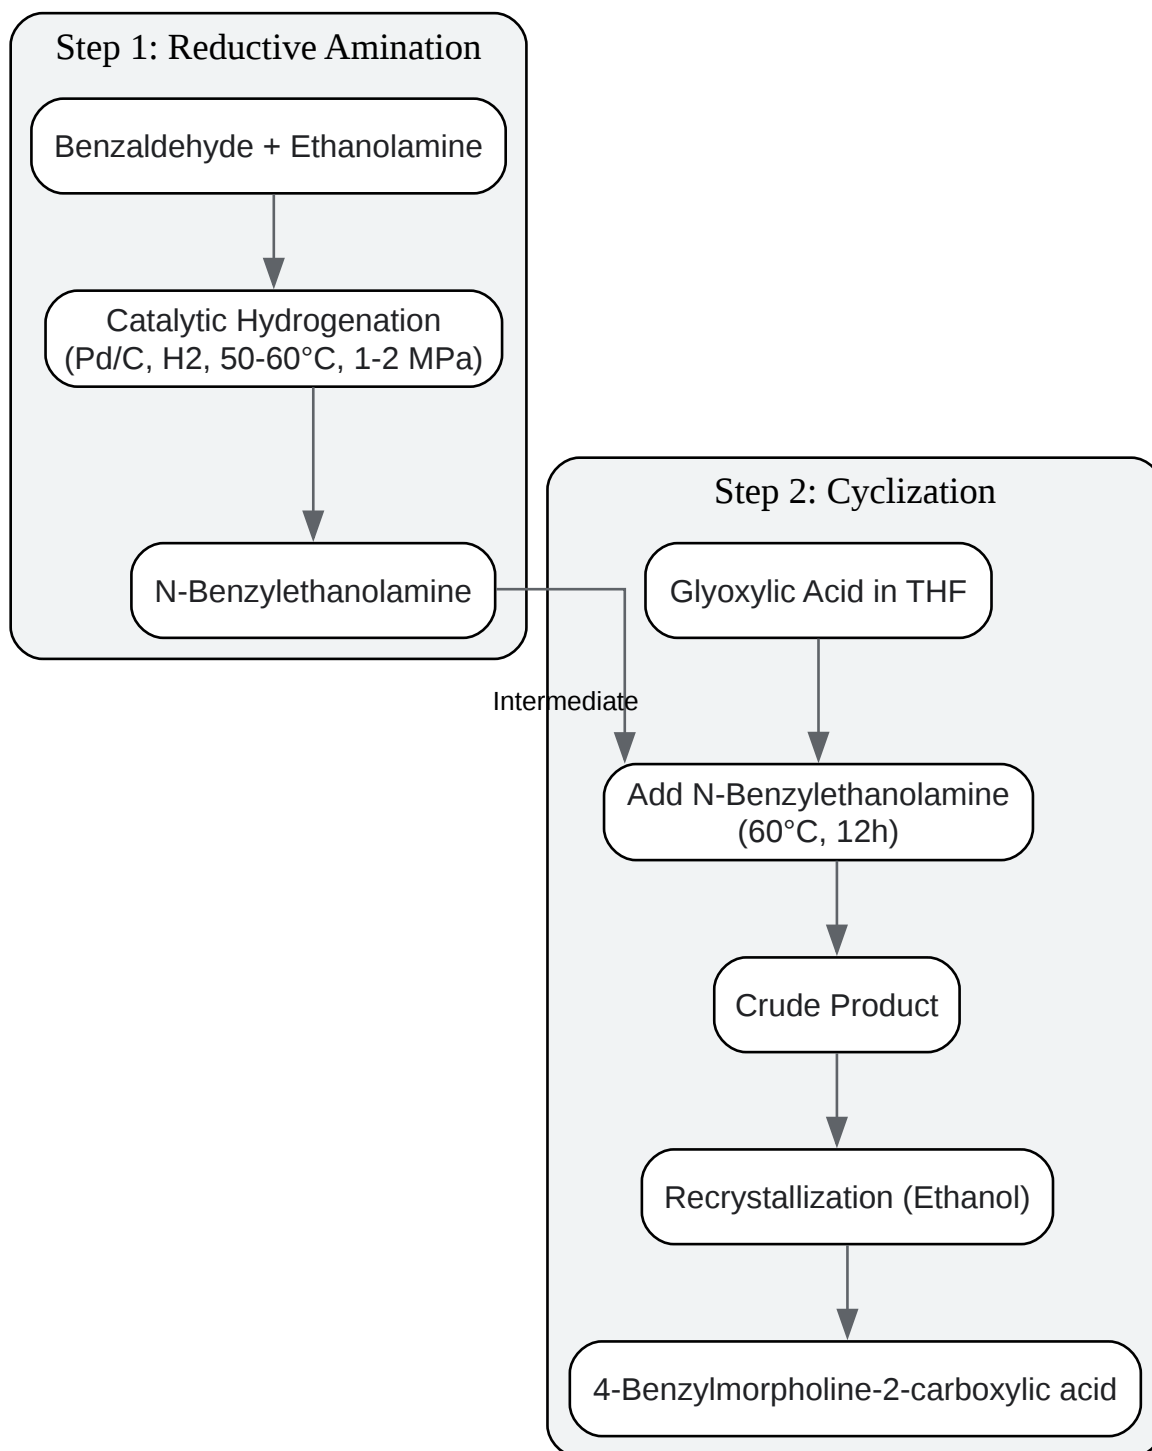 Step 1: Reductive Amination
Benzaldehyde + Ethanolamine
Catalytic Hydrogenation
(Pd/C, H2, 50-60°C, 1-2 MPa)
N-Benzylethanolamine
Intermediate
Step 2: Cyclization
Glyoxylic Acid in THF
Add N-Benzylethanolamine
(60°C, 12h)
Crude Product
Recrystallization (Ethanol)
4-Benzylmorpholine-2-carboxylic acid